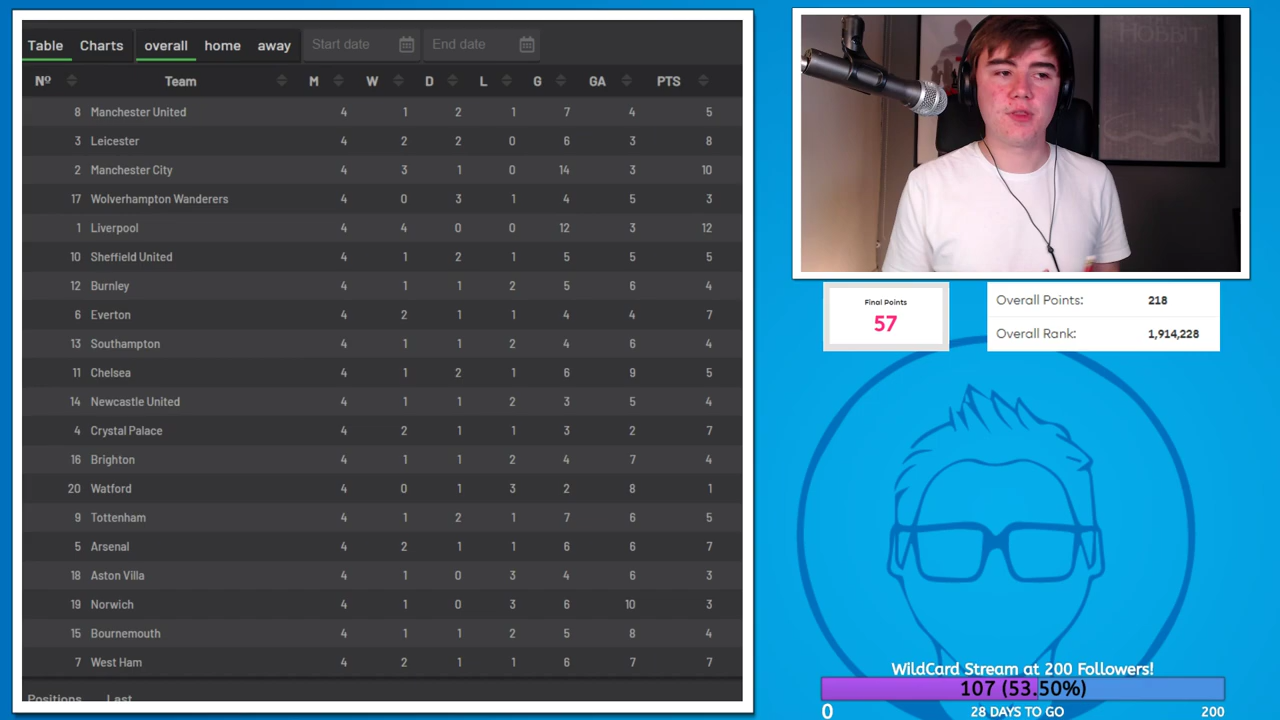 Table Charts overall home away Start date End date
Nº Team M W D L G GA PTS
8 Manchester United 4 1 2 1 7 4 5
3 Leicester 4 2 2 0 6 3 8
2 Manchester City 4 3 1 0 14 3 10
17 Wolverhampton Wanderers 4 0 3 1 4 5 3
1 Liverpool 4 4 0 0 12 3 12
10 Sheffield United 4 1 2 1 5 5 5
12 Burnley 4 1 1 2 5 6 4
6 Everton 4 2 1 1 4 4 7
13 Southampton 4 1 1 2 4 6 4
11 Chelsea 4 1 2 1 6 9 5
14 Newcastle United 4 1 1 2 3 5 4
4 Crystal Palace 4 2 1 1 3 2 7
16 Brighton 4 1 1 2 4 7 4
20 Watford 4 0 1 3 2 8 1
9 Tottenham 4 1 2 1 7 6 5
5 Arsenal 4 2 1 1 6 6 7
18 Aston Villa 4 1 0 3 4 6 3
19 Norwich 4 1 0 3 6 10 3
15 Bournemouth 4 1 1 2 5 8 4
7 West Ham 4 2 1 1 6 7 7
Positions Last
Final Points
57
Overall Points: 218
Overall Rank: 1,914,228
WildCard Stream at 200 Followers!
107 (53.50%)
0 28 DAYS TO GO 200